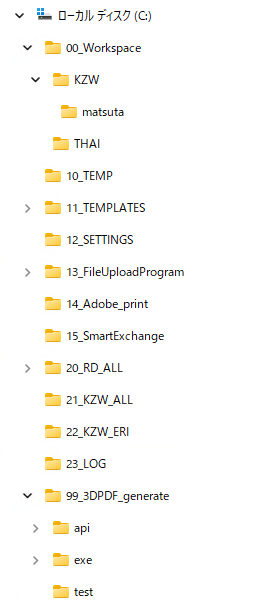 ローカル ディスク (C:)
00_Workspace
KZW
matsuta
THAI
10_TEMP
11_TEMPLATES
12_SETTINGS
13_FileUploadProgram
14_Adobe_print
15_SmartExchange
20_RD_ALL
21_KZW_ALL
22_KZW_ERI
23_LOG
99_3DPDF_generate
api
exe
test